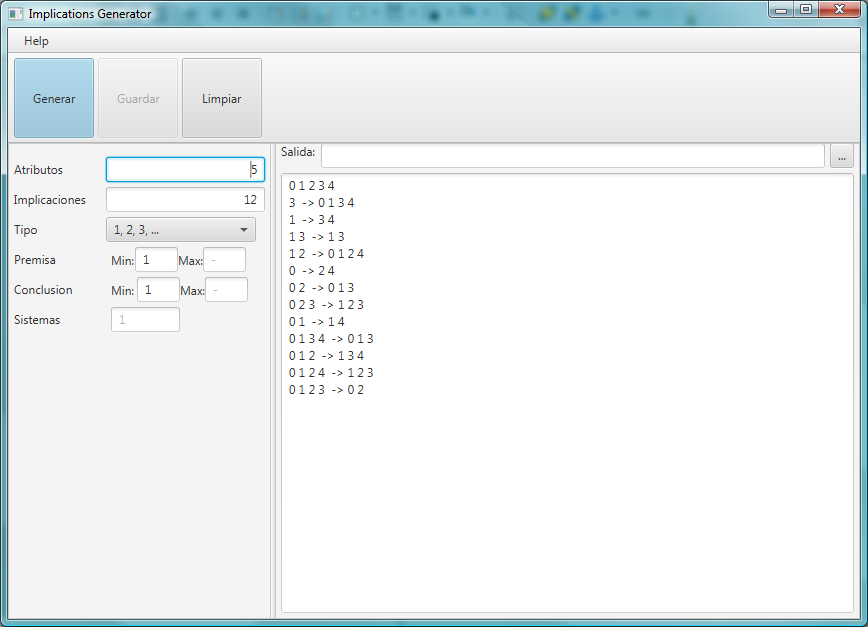 Implications Generator
Help
Generar
Guardar
Limpiar
Atributos 5
Implicaciones 12
Tipo 1, 2, 3, ...
Premisa Min: 1 Max: -
Conclusion Min: 1 Max: -
Sistemas 1
Salida: ...
0 1 2 3 4
3 -> 0 1 3 4
1 -> 3 4
1 3 -> 1 3
1 2 -> 0 1 2 4
0 -> 2 4
0 2 -> 0 1 3
0 2 3 -> 1 2 3
0 1 -> 1 4
0 1 3 4 -> 0 1 3
0 1 2 -> 1 3 4
0 1 2 4 -> 1 2 3
0 1 2 3 -> 0 2